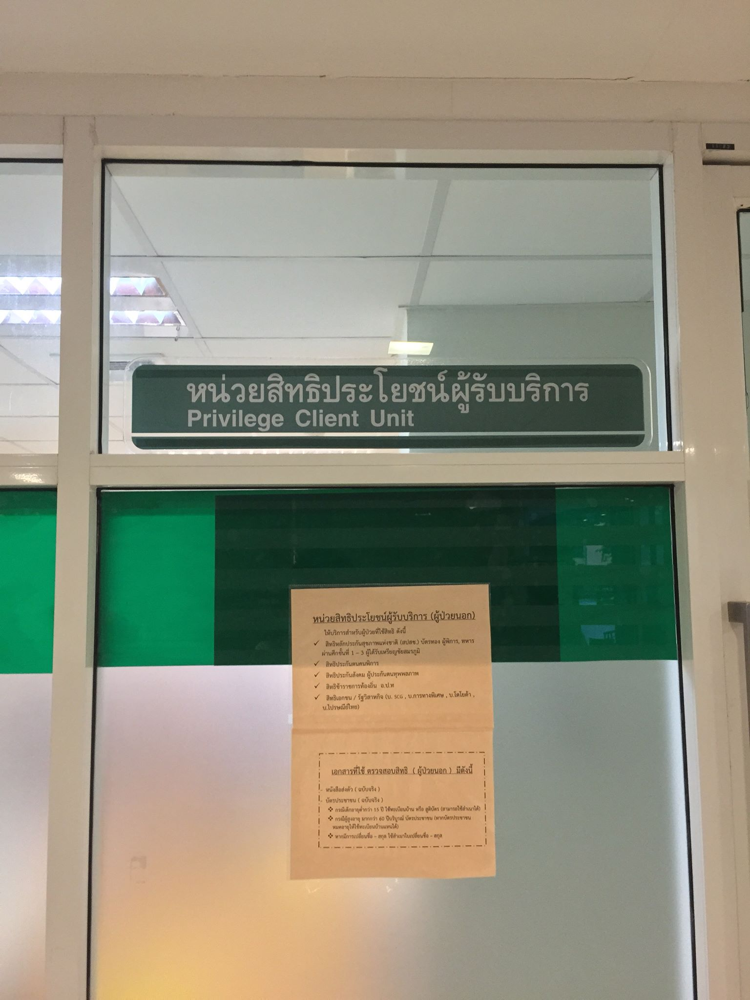 หน่วยสิทธิประโยชน์ผู้รับบริการ
Privilege Client Unit
หน่วยสิทธิประโยชน์ผู้รับบริการ (ผู้ป่วยนอก)
ให้บริการสำหรับผู้ป่วยที่ใช้สิทธิ ดังนี้
✓ สิทธิหลักประกันสุขภาพแห่งชาติ (สปสช.) บัตรทอง ผู้พิการ, ทหาร
ผ่านศึกชั้นที่ 1 – 3 ผู้ได้รับเหรียญชัยสมรภูมิ
✓ สิทธิประกันตนคนพิการ
✓ สิทธิประกันสังคม ผู้ประกันตนทุพพลภาพ
✓ สิทธิข้าราชการท้องถิ่น อ.ป.ท
✓ สิทธิเอกชน / รัฐวิสาหกิจ (บ. SCG , บ.การทางพิเศษ , บ.โตโยต้า ,
บ.ไปรษณีย์ไทย)
เอกสารที่ใช้ ตรวจสอบสิทธิ ( ผู้ป่วยนอก ) มีดังนี้
- หนังสือส่งตัว ( ฉบับจริง )
- บัตรประชาชน ( ฉบับจริง )
❖ กรณีเด็กอายุต่ำกว่า 15 ปี ใช้ทะเบียนบ้าน หรือ สูติบัตร (สามารถใช้สำเนาได้)
❖ กรณีผู้สูงอายุ มากกว่า 60 ปีบริบูรณ์ บัตรประชาชน (หากบัตรประชาชน
หมดอายุให้ใช้ทะเบียนบ้านแทนได้)
❖ หากมีการเปลี่ยนชื่อ – สกุล ใช้สำเนาใบเปลี่ยนชื่อ – สกุล